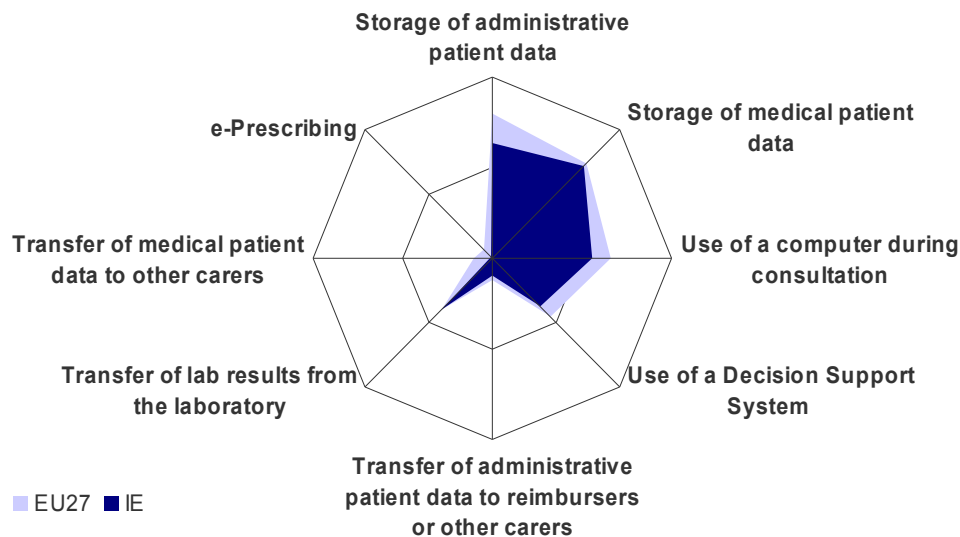 Storage of administrative
patient data
Storage of medical patient
data
Use of a computer during
consultation
Use of a Decision Support
System
Transfer of administrative
patient data to reimbursers
or other carers
Transfer of lab results from
the laboratory
Transfer of medical patient
data to other carers
e-Prescribing
EU27 IE